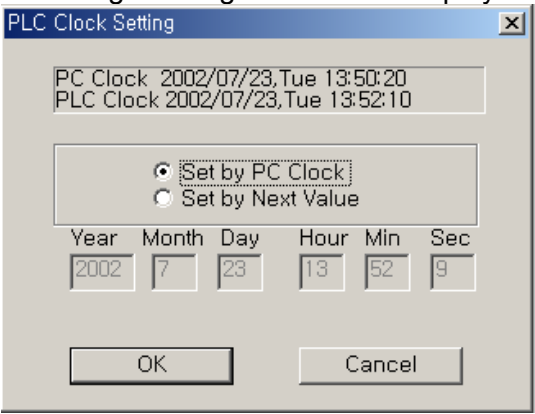 PLC Clock Setting
PC Clock 2002/07/23,Tue 13:50:20
PLC Clock 2002/07/23,Tue 13:52:10
Set by PC Clock
Set by Next Value
Year Month Day Hour Min Sec
2002 7 23 13 52 9
OK Cancel